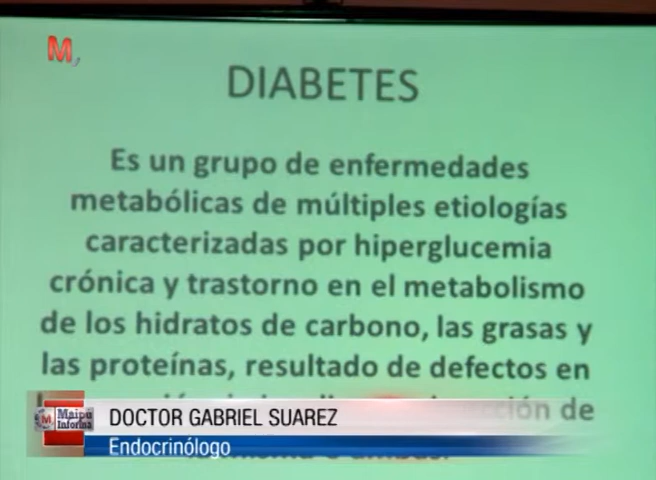 M
DIABETES
Es un grupo de enfermedades
metabólicas de múltiples etiologías
caracterizadas por hiperglucemia
crónica y trastorno en el metabolismo
de los hidratos de carbono, las grasas y
las proteínas, resultado de defectos en
de
Maipú
Informa
DOCTOR GABRIEL SUAREZ
Endocrinólogo